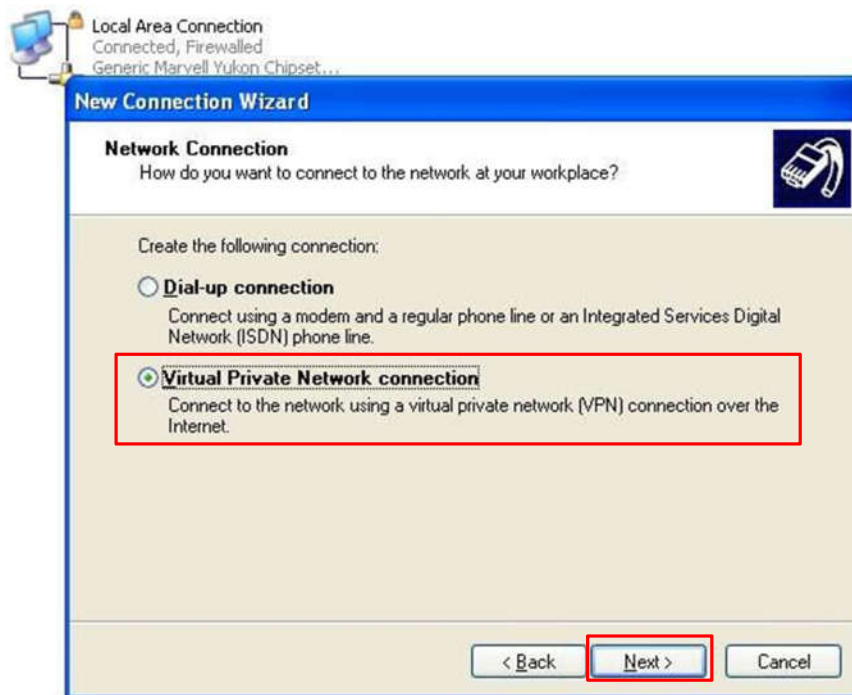 Local Area Connection
Connected, Firewalled
Generic Marvell Yukon Chipset...
New Connection Wizard
Network Connection
How do you want to connect to the network at your workplace?
Create the following connection:
Dial-up connection
Connect using a modem and a regular phone line or an Integrated Services Digital
Network (ISDN) phone line.
Virtual Private Network connection
Connect to the network using a virtual private network (VPN) connection over the
Internet.
< Back
Next >
Cancel